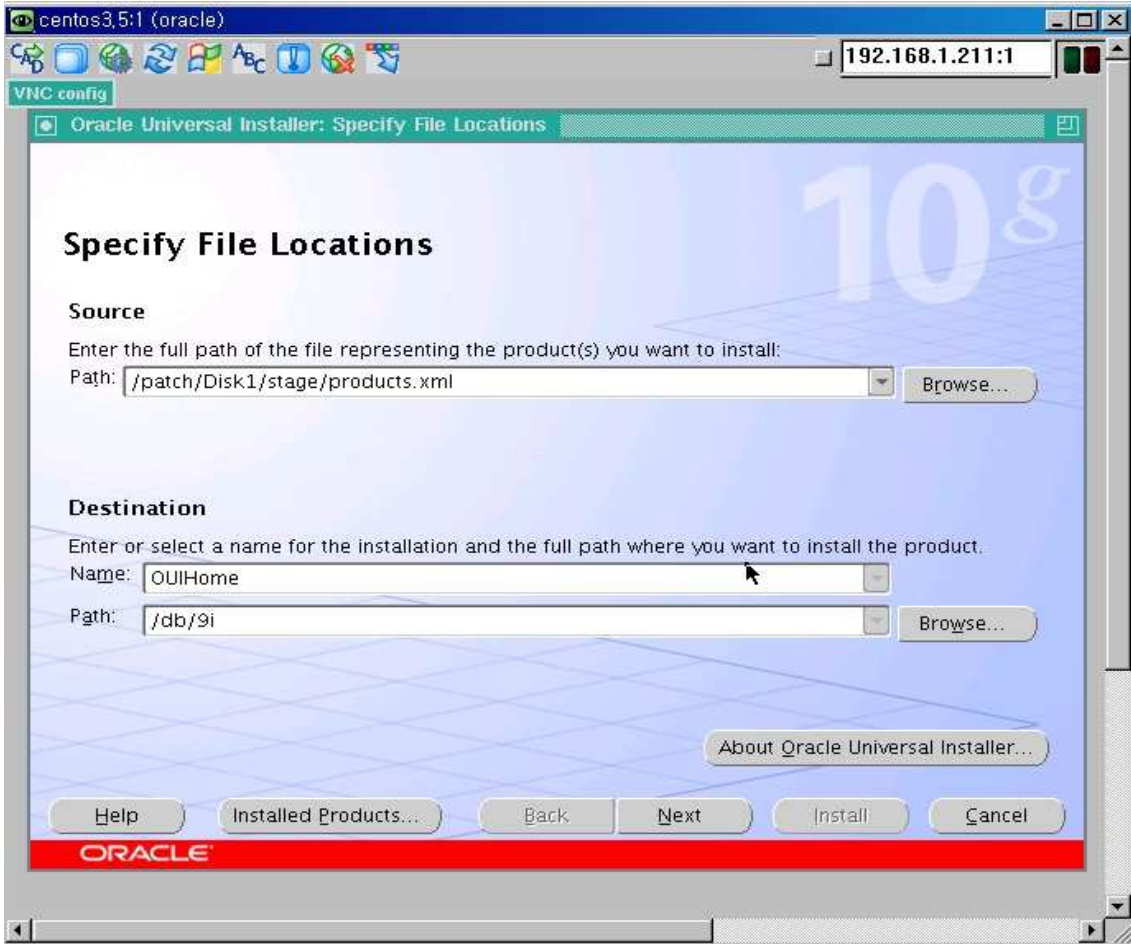 centos3,5:1 (oracle)
CAD
ABC
192.168.1.211:1
VNC config
Oracle Universal Installer: Specify File Locations
10g
Specify File Locations
Source
Enter the full path of the file representing the product(s) you want to install:
Path: /patch/Disk1/stage/products.xml Browse...
Destination
Enter or select a name for the installation and the full path where you want to install the product.
Name: OUIHome
Path: /db/9i Browse...
About Oracle Universal Installer...
Help Installed Products... Back Next Install Cancel
ORACLE